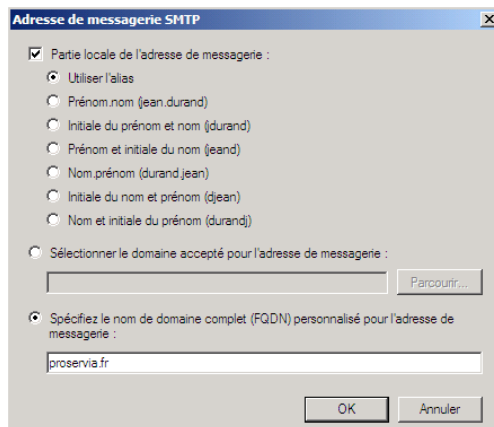 Adresse de messagerie SMTP
Partie locale de l'adresse de messagerie :
Utiliser l'alias
Prénom.nom (jean.durand)
Initiale du prénom et nom (jdurand)
Prénom et initiale du nom (jeand)
Nom.prénom (durand.jean)
Initiale du nom et prénom (djean)
Nom et initiale du prénom (durandj)
Sélectionner le domaine accepté pour l'adresse de messagerie :
Parcourir...
Spécifiez le nom de domaine complet (FQDN) personnalisé pour l'adresse de
messagerie :
proservia.fr
OK Annuler